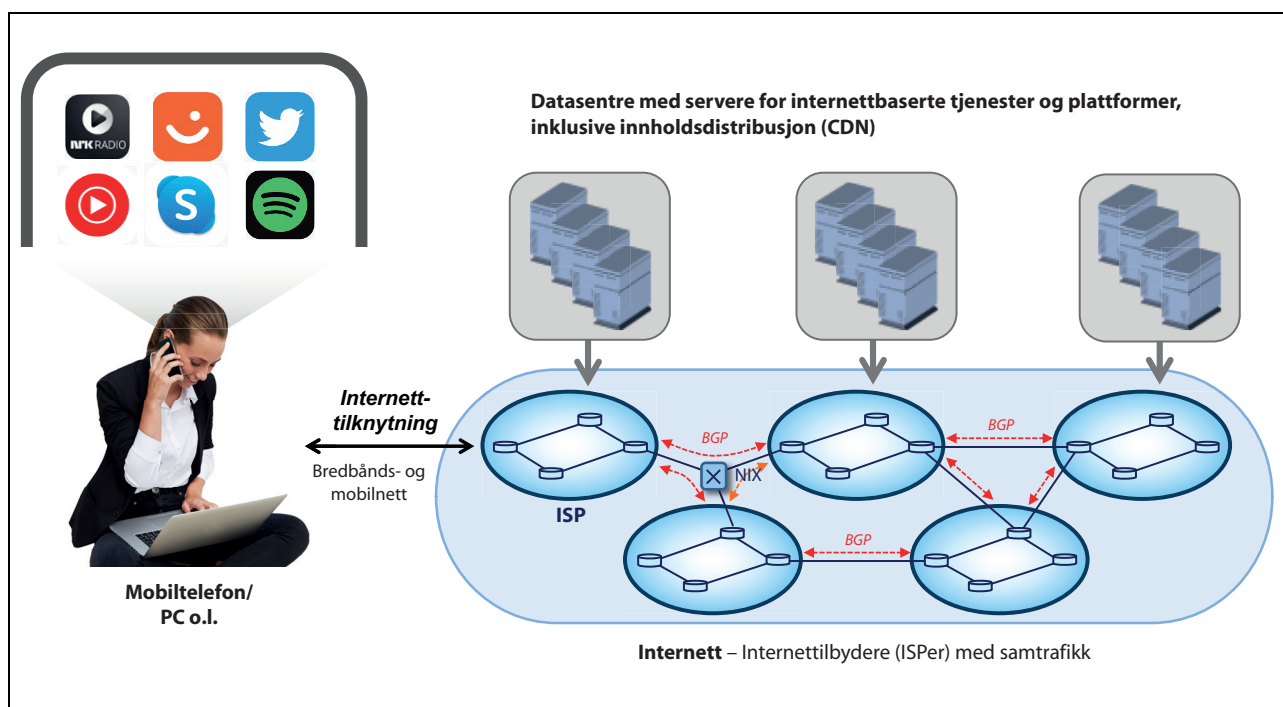 Datasentre med servere for internettbaserte tjenester og plattformer,
inklusive innholdsdistribusjon (CDN)
NRK RADIO
S
Internett-
tilknytning
Bredbånds- og
mobilnett
BGP
BGP
NIX
ISP
BGP
Mobiltelefon/
PC o.l.
Internett – Internettilbydere (ISPer) med samtrafikk